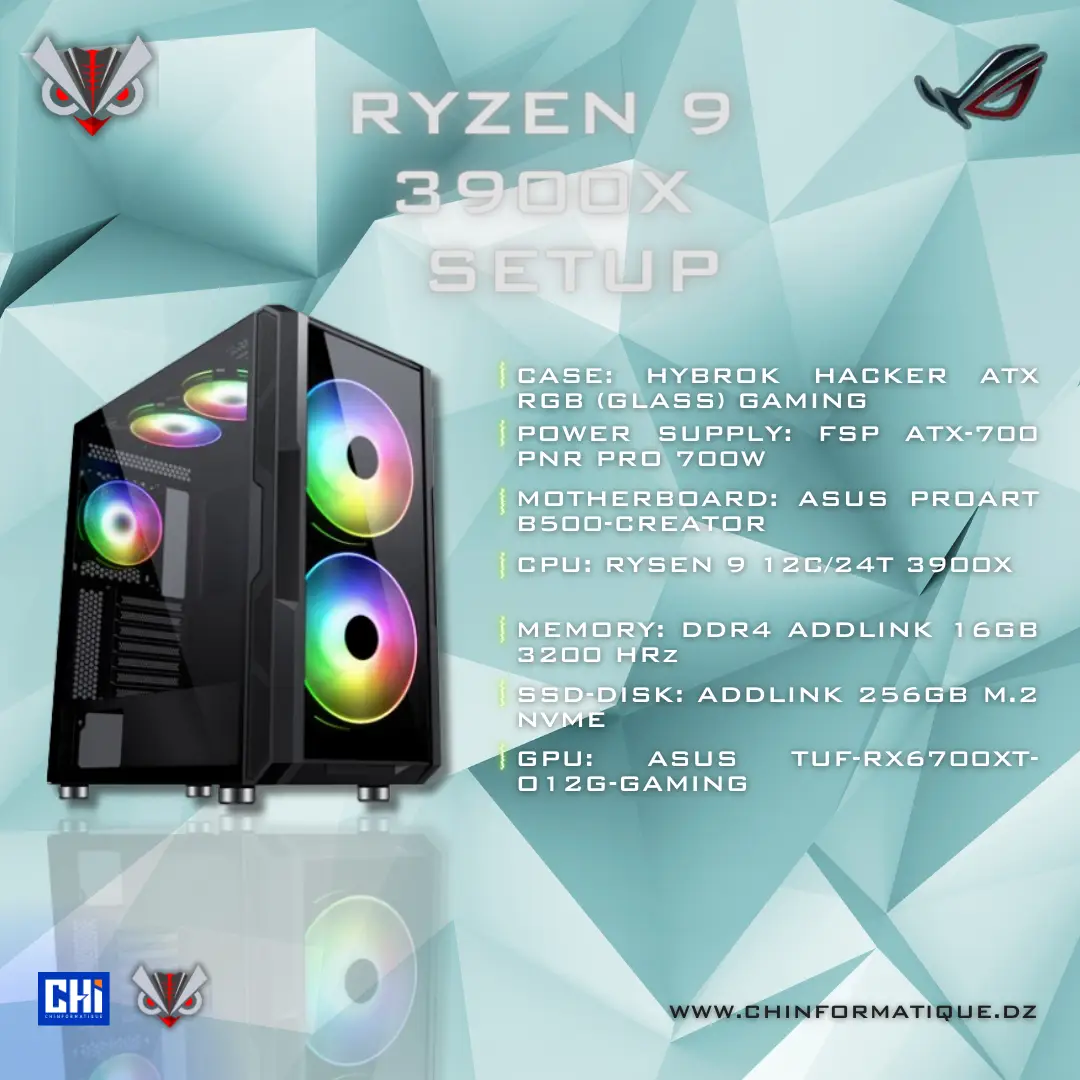 RYZEN 9
3900X
SETUP
CASE: HYBROK HACKER ATX
RGB (GLASS) GAMING
POWER SUPPLY: FSP ATX-700
PNR PRO 700W
MOTHERBOARD: ASUS PROART
B500-CREATOR
CPU: RYSEN 9 12C/24T 3900X
MEMORY: DDR4 ADDLINK 16GB
3200 HRz
SSD-DISK: ADDLINK 256GB M.2
NVME
GPU: ASUS TUF-RX6700XT-
O12G-GAMING
CHi
CHINFORMATIQUE
WWW.CHINFORMATIQUE.DZ